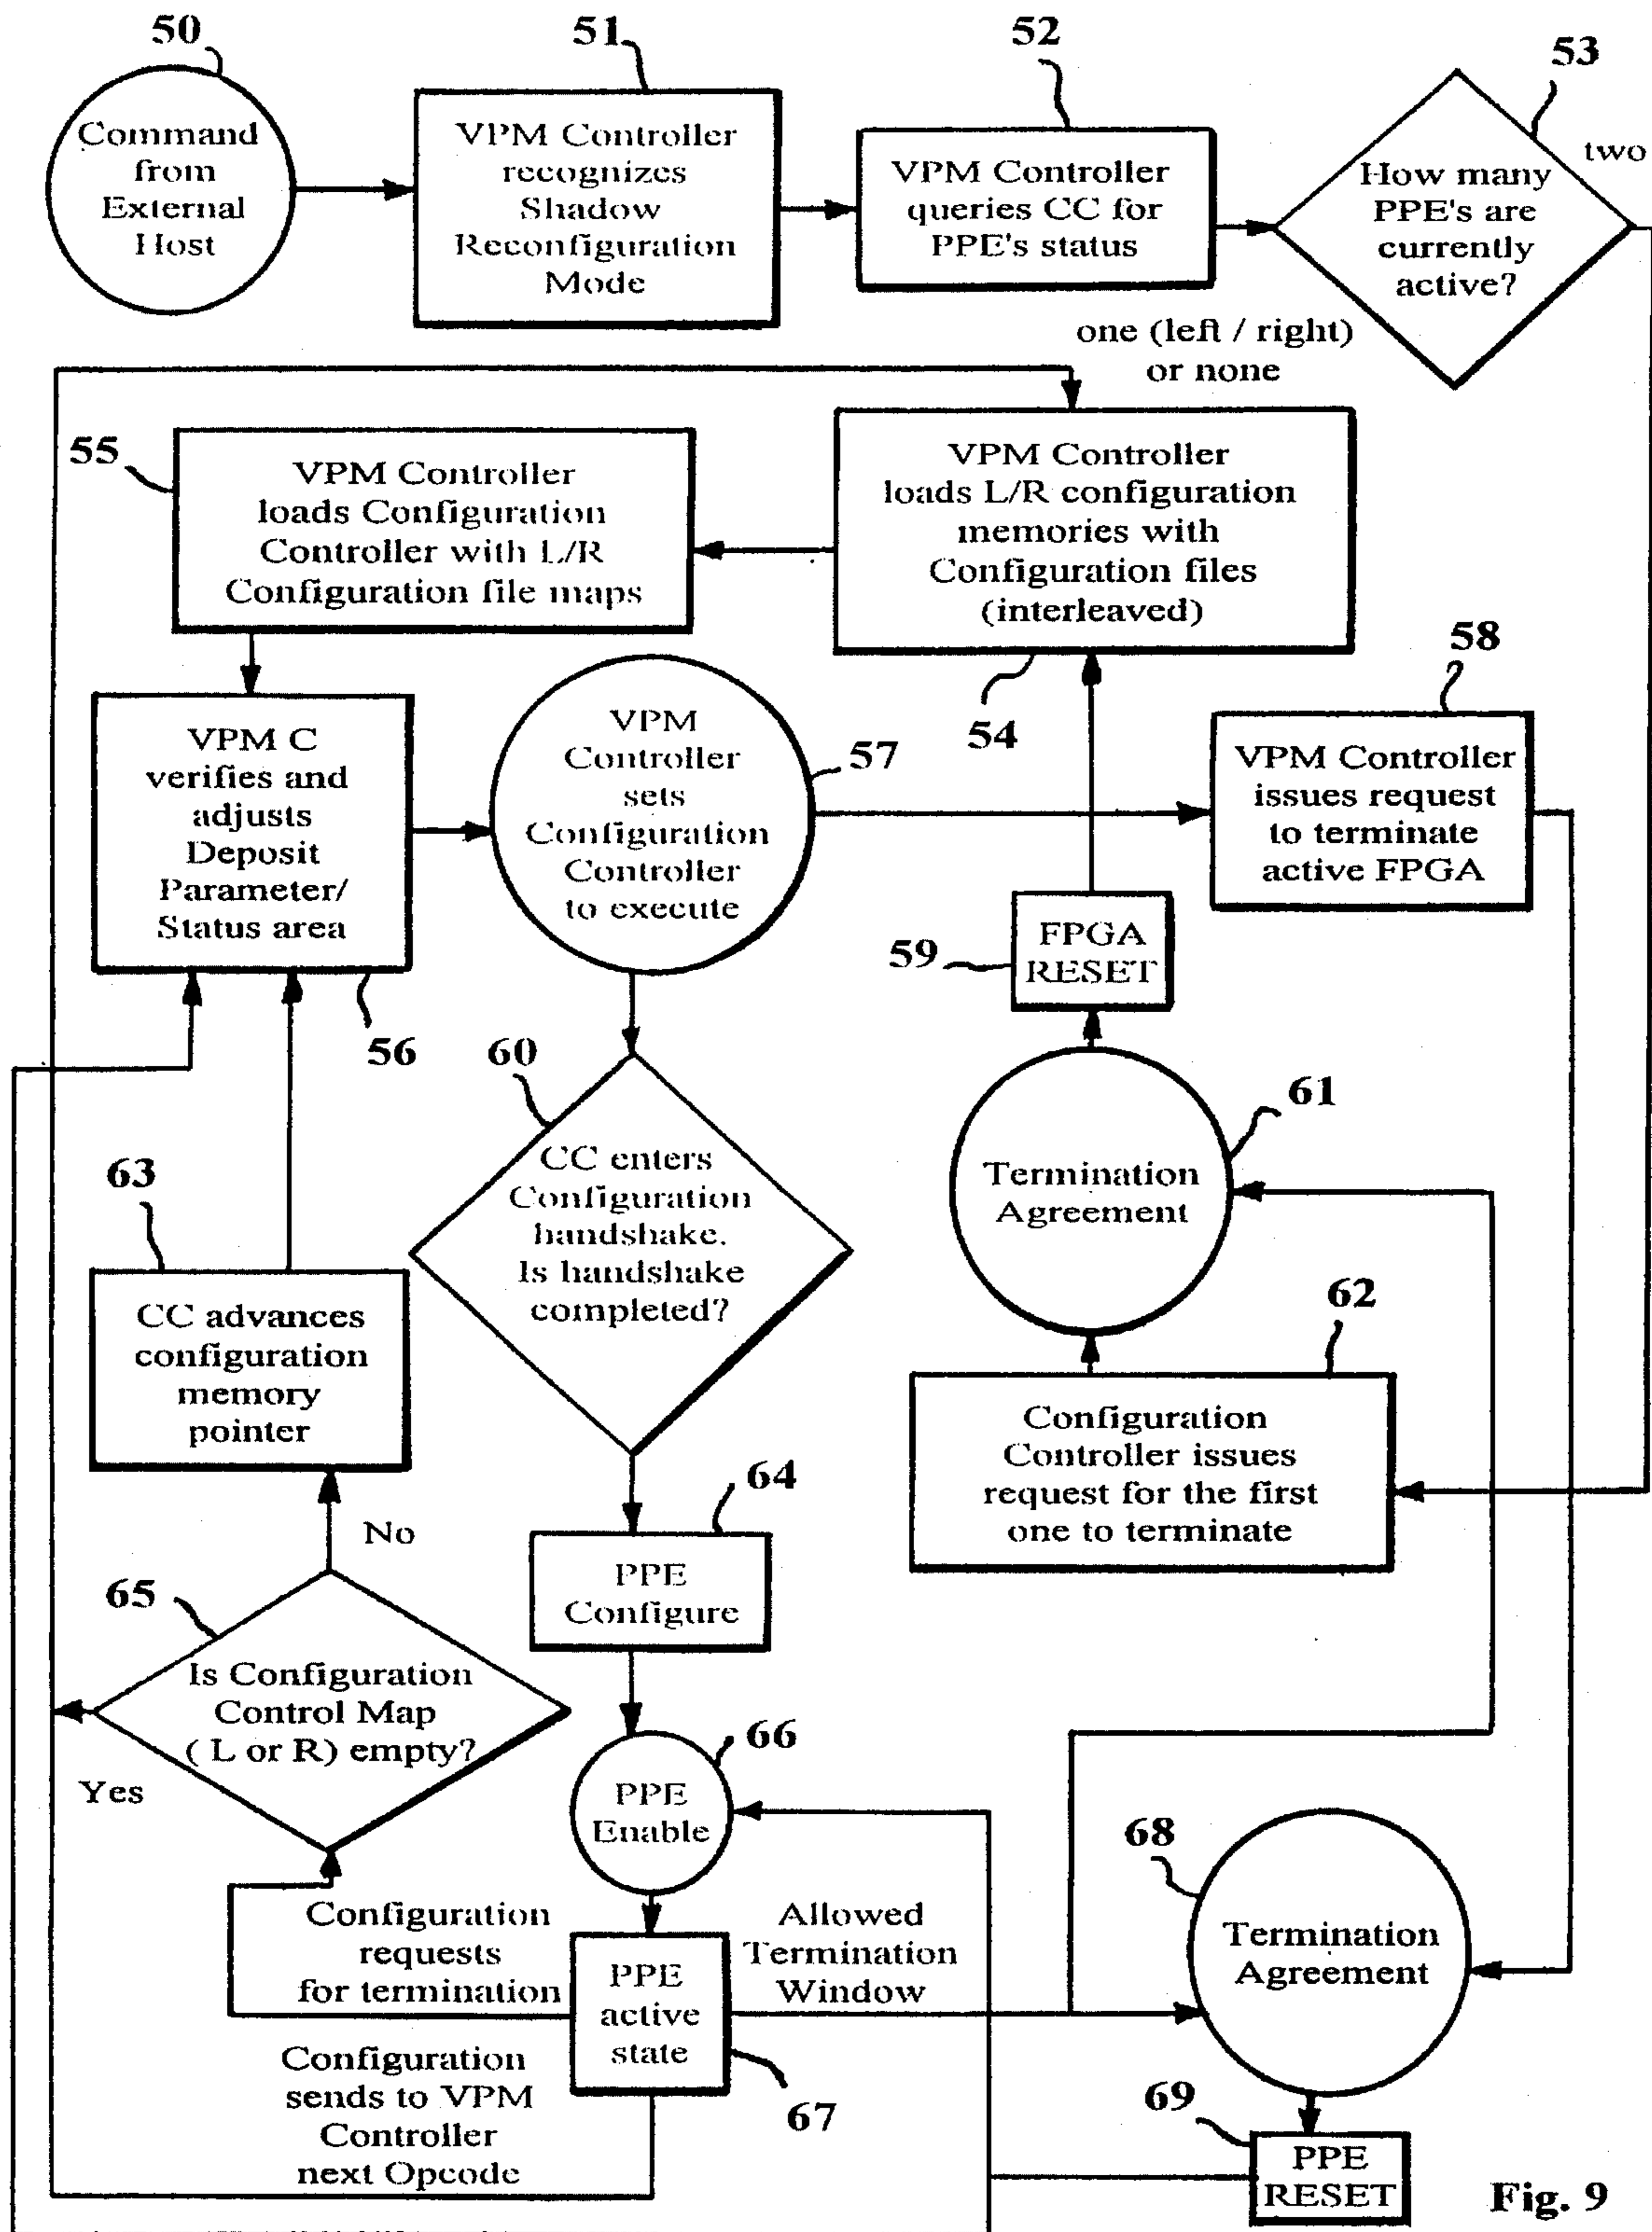 50
51
52
53
Command
from
External
Host
VPM Controller
recognizes
Shadow
Reconfiguration
Mode
VPM Controller
queries CC for
PPE's status
How many
PPE's are
currently
active?
two
one (left / right)
or none
55
VPM Controller
loads Configuration
Controller with L/R
Configuration file maps
VPM Controller
loads L/R configuration
memories with
Configuration files
(interleaved)
54
58
VPM C
verifies and
adjusts
Deposit
Parameter/
Status area
56
VPM
Controller
sets
Configuration
Controller
to execute
57
VPM Controller
issues request
to terminate
active FPGA
59
FPGA
RESET
60
CC enters
Configuration
handshake.
Is handshake
completed?
61
Termination
Agreement
63
CC advances
configuration
memory
pointer
62
Configuration
Controller issues
request for the first
one to terminate
64
PPE
Configure
No
65
Is Configuration
Control Map
( L or R) empty?
Yes
66
PPE
Enable
68
Termination
Agreement
Configuration
requests
for termination
Allowed
Termination
Window
PPE
active
state
67
Configuration
sends to VPM
Controller
next Opcode
69
PPE
RESET
Fig. 9